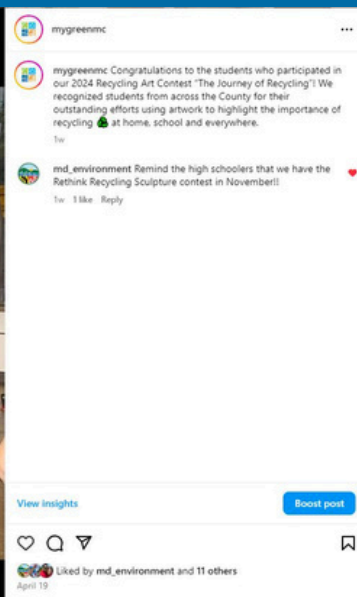 mygreenmc
mygreenmc Congratulations to the students who participated in
our 2024 Recycling Art Contest "The Journey of Recycling"! We
recognized students from across the County for their
outstanding efforts using artwork to highlight the importance of
recycling at home, school and everywhere.
1w
md_environment Remind the high schoolers that we have the
Rethink Recycling Sculpture contest in November!!
1w 1 like Reply
View insights
Boost post
Liked by md_environment and 11 others
April 19